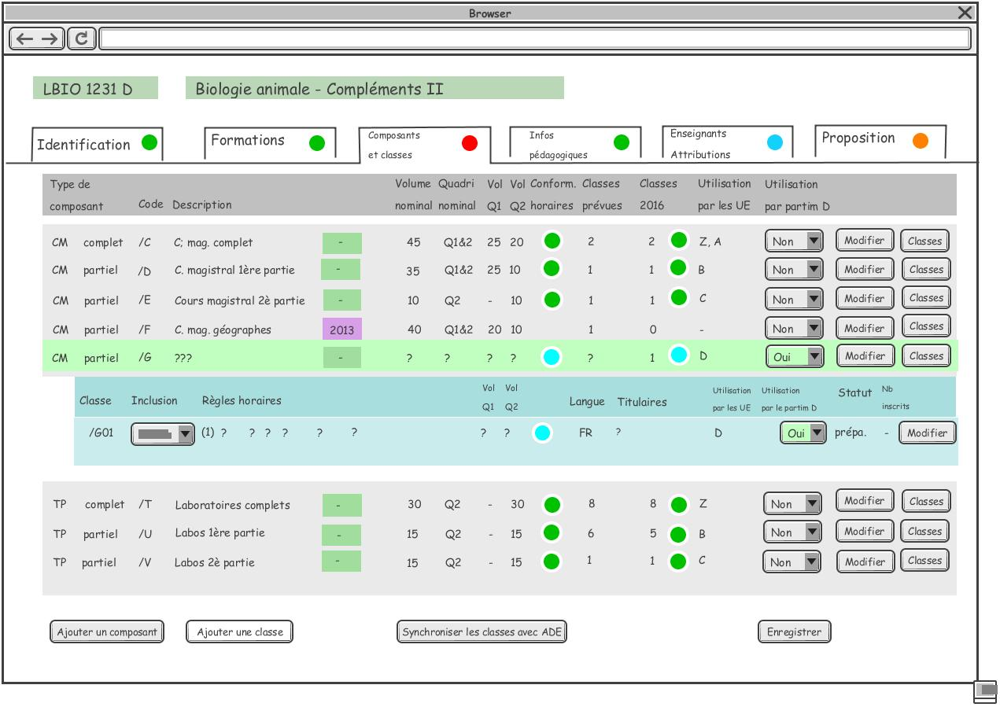 Browser
LBIO 1231 D Biologie animale - Compléments II
Identification Formations Composants et classes Infos pédagogiques Enseignants Attributions Proposition
Type de composant Code Description Volume nominal Quadri nominal Vol Q1 Vol Q2 Conform. horaires Classes prévues Classes 2016 Utilisation par les UE Utilisation par partim D
CM complet /C C; mag. complet - 45 Q1&2 25 20 2 2 Z, A Non Modifier Classes
CM partiel /D C. magistral 1ère partie - 35 Q1&2 25 10 1 1 B Non Modifier Classes
CM partiel /E Cours magistral 2è partie - 10 Q2 - 10 1 1 C Non Modifier Classes
CM partiel /F C. mag. géographes 2013 40 Q1&2 20 10 1 0 - Non Modifier Classes
CM partiel /G ??? - ? ? ? ? ? 1 D Oui Modifier Classes
Classe Inclusion Règles horaires Vol Q1 Vol Q2 Langue Titulaires Utilisation par les UE Utilisation par le partim D Statut Nb inscrits
/G01 (1) ? ? ? ? ? ? ? ? FR ? D Oui prépa. - Modifier
TP complet /T Laboratoires complets - 30 Q2 - 30 8 8 Z Non Modifier Classes
TP partiel /U Labos 1ère partie - 15 Q2 - 15 6 5 B Non Modifier Classes
TP partiel /V Labos 2è partie - 15 Q2 - 15 1 1 C Non Modifier Classes
Ajouter un composant Ajouter une classe Synchroniser les classes avec ADE Enregistrer